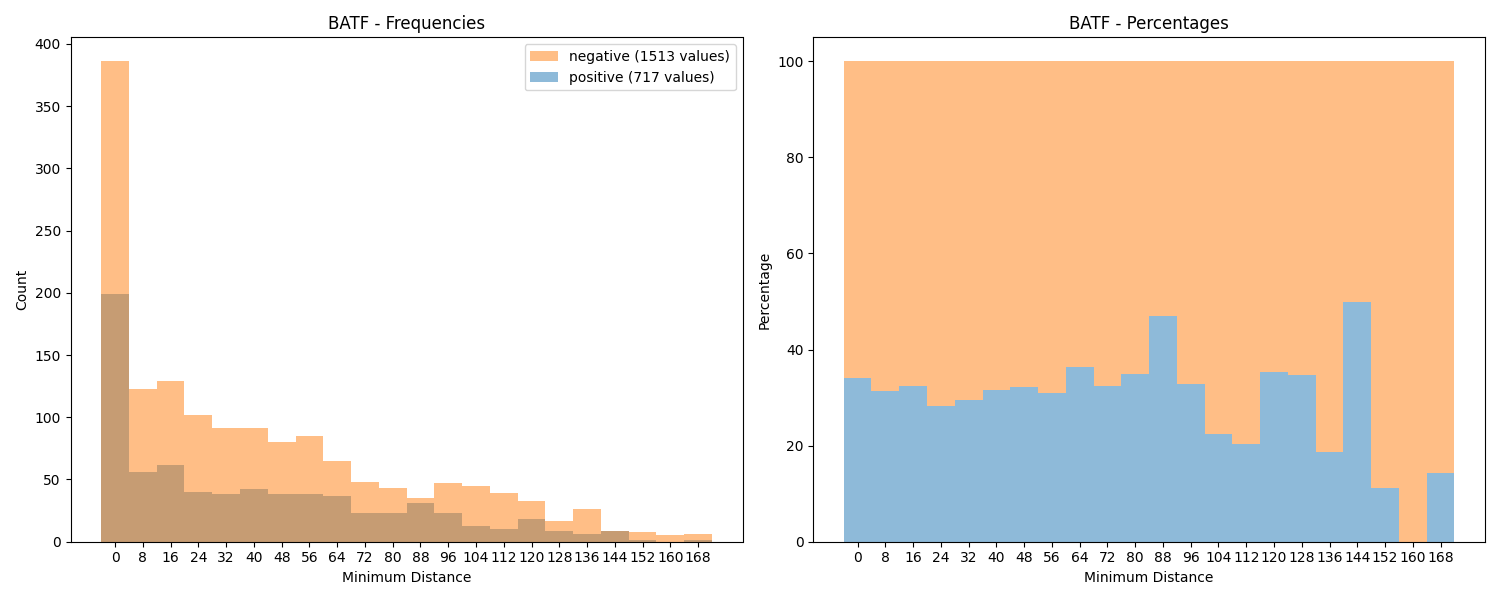 BATF - Frequencies
400
350
300
250
200
150
100
50
0
Count
negative (1513 values)
positive (717 values)
0 8 16 24 32 40 48 56 64 72 80 88 96 104 112 120 128 136 144 152 160 168
Minimum Distance
BATF - Percentages
100
80
60
40
20
0
Percentage
0 8 16 24 32 40 48 56 64 72 80 88 96 104 112 120 128 136 144 152 160 168
Minimum Distance